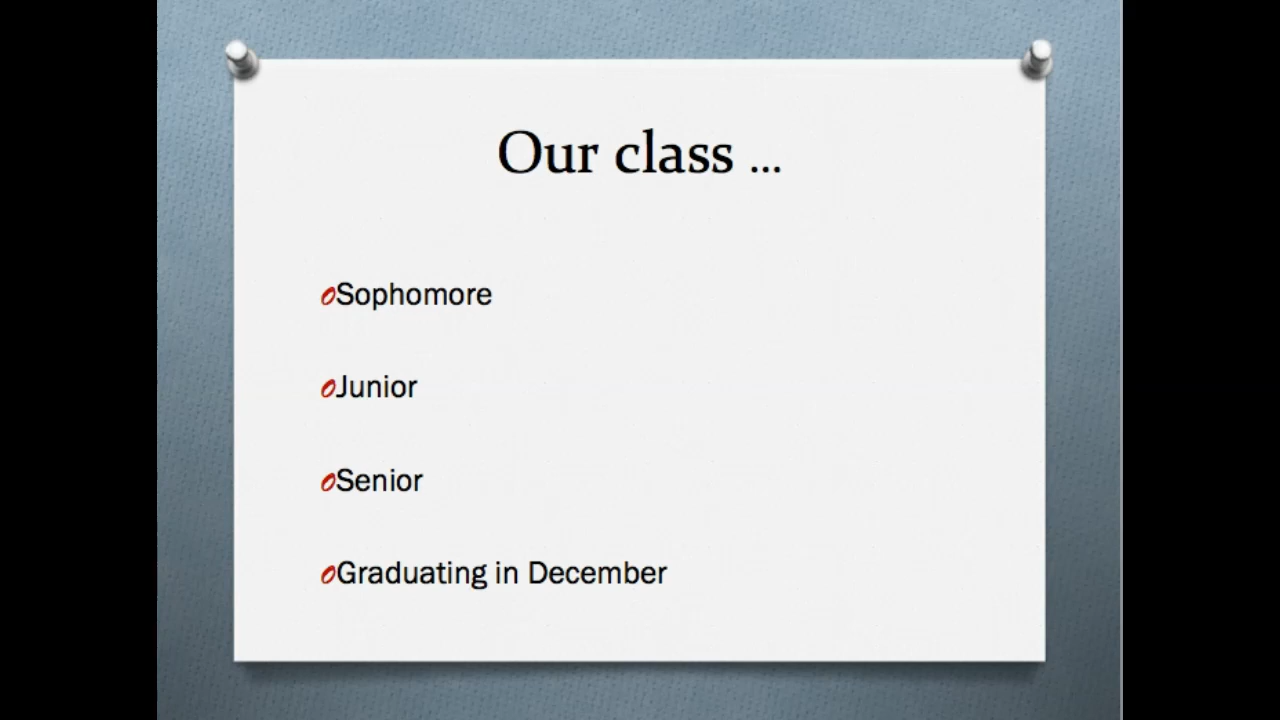 Our class ...
Sophomore
Junior
Senior
Graduating in December